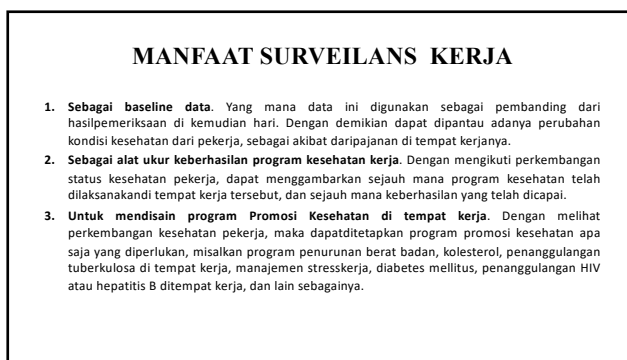 MANFAAT SURVEILANS KERJA
1. Sebagai baseline data. Yang mana data ini digunakan sebagai pembanding dari
hasilpemeriksaan di kemudian hari. Dengan demikian dapat dipantau adanya perubahan
kondisi kesehatan dari pekerja, sebagai akibat daripajanan di tempat kerjanya.
2. Sebagai alat ukur keberhasilan program kesehatan kerja. Dengan mengikuti perkembangan
status kesehatan pekerja, dapat menggambarkan sejauh mana program kesehatan telah
dilaksanakandi tempat kerja tersebut, dan sejauh mana keberhasilan yang telah dicapai.
3. Untuk mendisain program Promosi Kesehatan di tempat kerja. Dengan melihat
perkembangan kesehatan pekerja, maka dapatditetapkan program promosi kesehatan apa
saja yang diperlukan, misalkan program penurunan berat badan, kolesterol, penanggulangan
tuberkulosa di tempat kerja, manajemen stresskerja, diabetes mellitus, penanggulangan HIV
atau hepatitis B ditempat kerja, dan lain sebagainya.